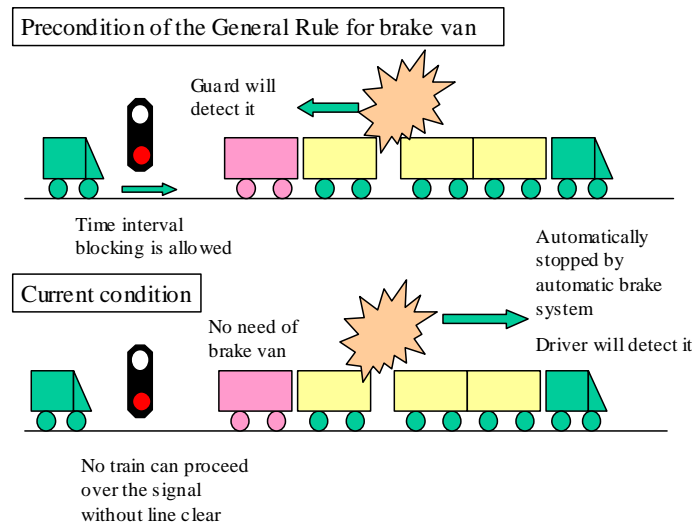 Precondition of the General Rule for brake van
Guard will
detect it
Time interval
blocking is allowed
Automatically
stopped by
automatic brake
system
Driver will detect it
Current condition
No need of
brake van
No train can proceed
over the signal
without line clear